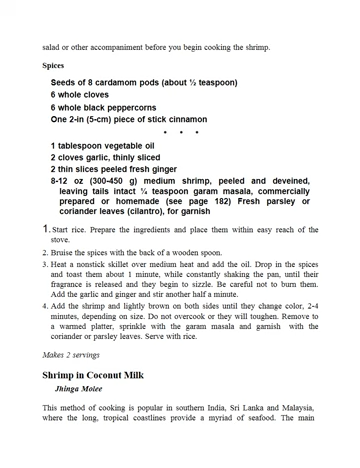 salad or other accompaniment before you begin cooking the shrimp.
Spices
Seeds of 8 cardamom pods (about ½ teaspoon)
6 whole cloves
6 whole black peppercorns
One 2-in (5-cm) piece of stick cinnamon
* * *
1 tablespoon vegetable oil
2 cloves garlic, thinly sliced
2 thin slices peeled fresh ginger
8-12 oz (300-450 g) medium shrimp, peeled and deveined,
leaving tails intact ¼ teaspoon garam masala, commercially
prepared or homemade (see page 182) Fresh parsley or
coriander leaves (cilantro), for garnish
1. Start rice. Prepare the ingredients and place them within easy reach of the
stove.
2. Bruise the spices with the back of a wooden spoon.
3. Heat a nonstick skillet over medium heat and add the oil. Drop in the spices
and toast them about 1 minute, while constantly shaking the pan, until their
fragrance is released and they begin to sizzle. Be careful not to burn them.
Add the garlic and ginger and stir another half a minute.
4. Add the shrimp and lightly brown on both sides until they change color, 2-4
minutes, depending on size. Do not overcook or they will toughen. Remove to
a warmed platter, sprinkle with the garam masala and garnish with the
coriander or parsley leaves. Serve with rice.
Makes 2 servings
Shrimp in Coconut Milk
Jhinga Molee
This method of cooking is popular in southern India, Sri Lanka and Malaysia,
where the long, tropical coastlines provide a myriad of seafood. The main